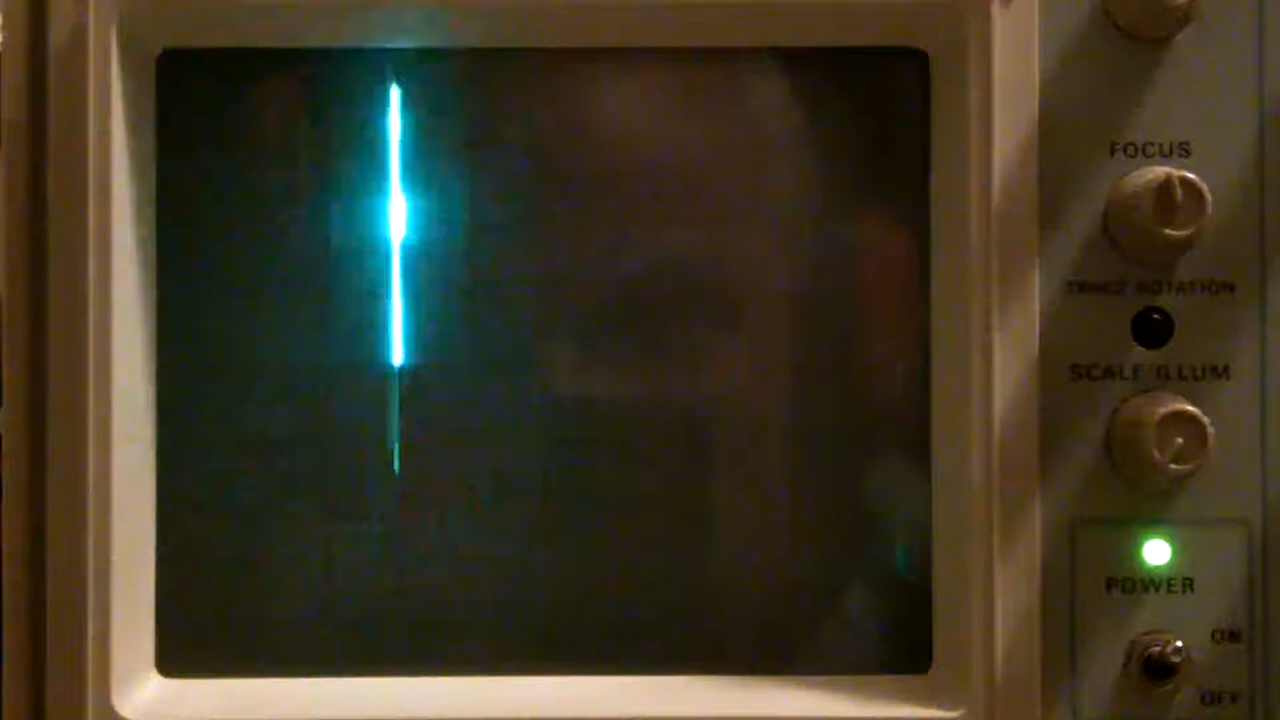 FOCUS
TRACE ROTATION
SCALE ILLUM
POWER
ON
OFF